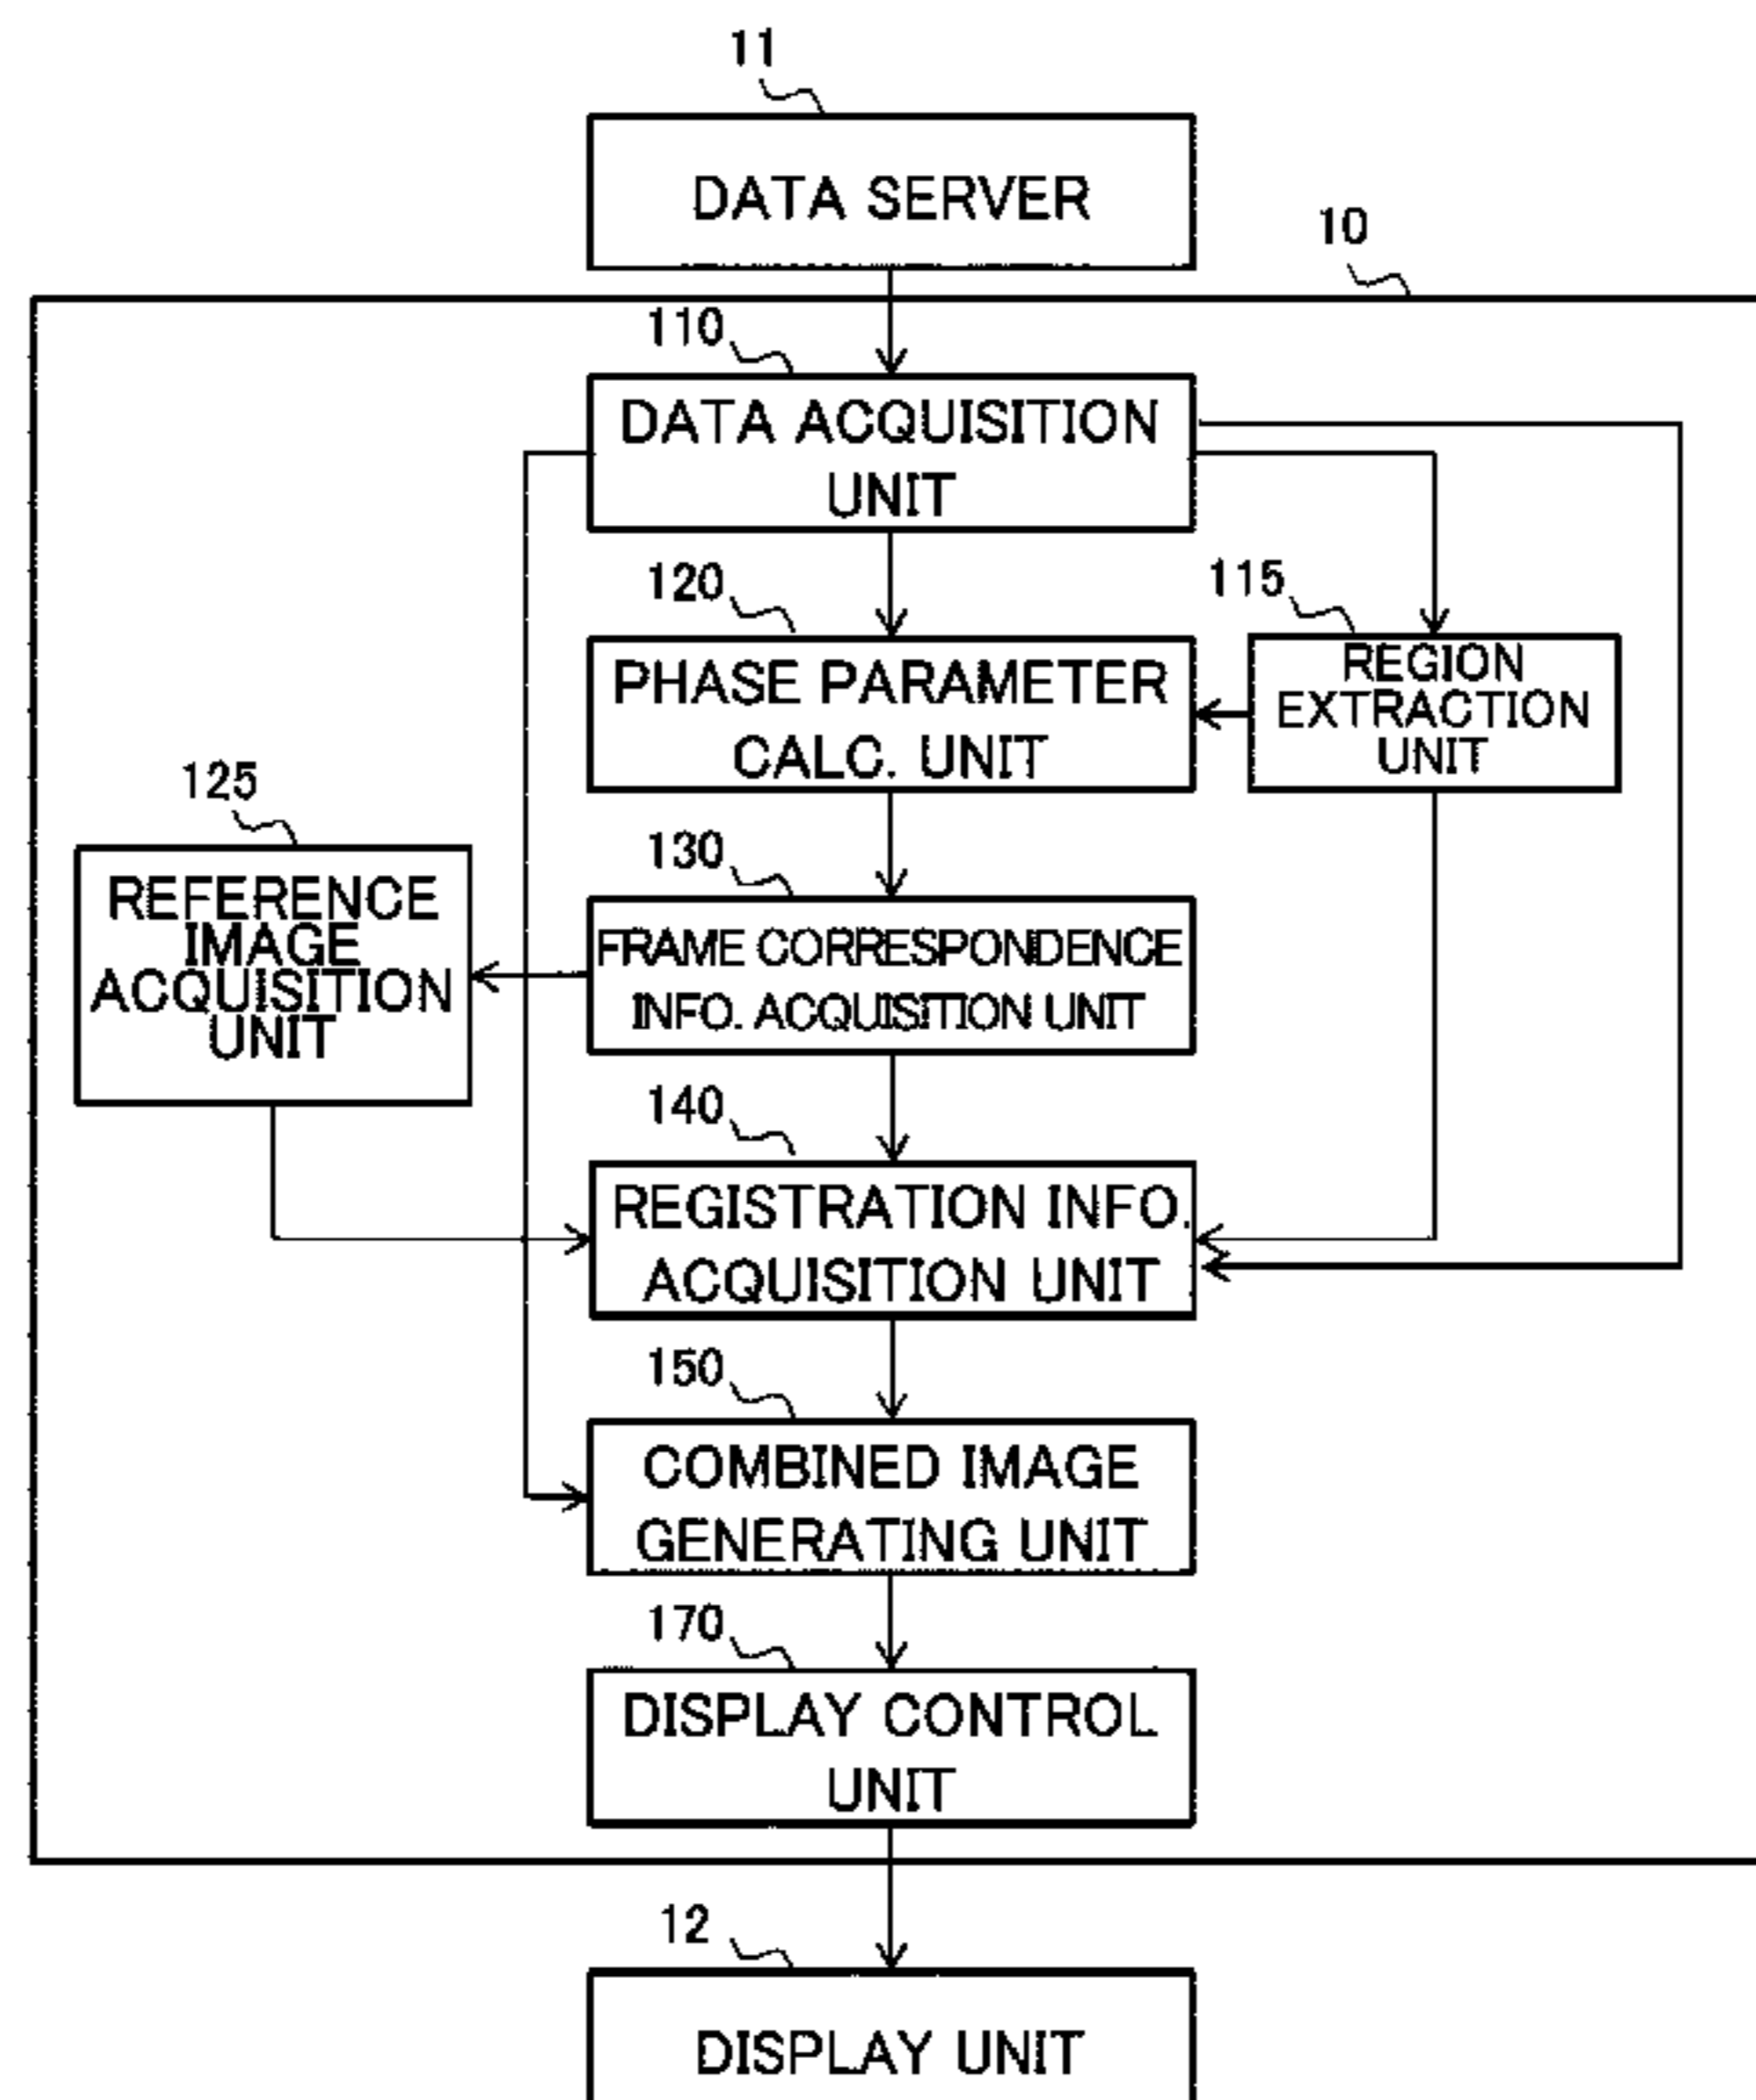 11
DATA SERVER
10
110
DATA ACQUISITION
UNIT
120
PHASE PARAMETER
CALC. UNIT
115
REGION
EXTRACTION
UNIT
125
REFERENCE
IMAGE
ACQUISITION
UNIT
130
FRAME CORRESPONDENCE
INFO. ACQUISITION UNIT
140
REGISTRATION INFO.
ACQUISITION UNIT
150
COMBINED IMAGE
GENERATING UNIT
170
DISPLAY CONTROL
UNIT
12
DISPLAY UNIT